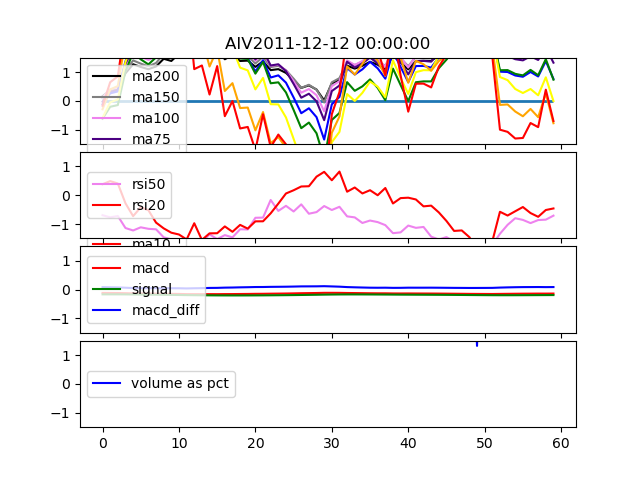 AIV2011-12-12 00:00:00
1
0
−1
ma200
ma150
ma100
ma75
1
0
−1
rsi50
rsi20
ma10
1
0
−1
macd
signal
macd_diff
1
0
−1
volume as pct
0 10 20 30 40 50 60